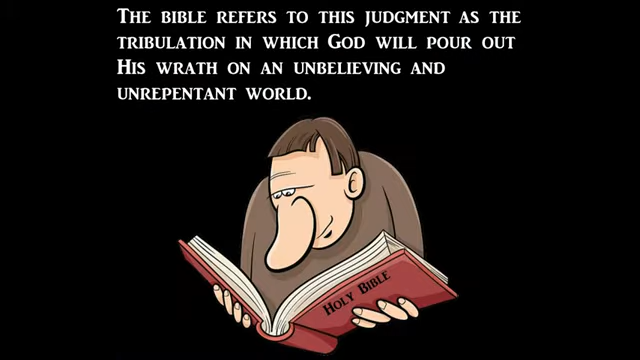 The bible refers to this judgment as the
tribulation in which God will pour out
His wrath on an unbelieving and
unrepentant world.
Holy Bible